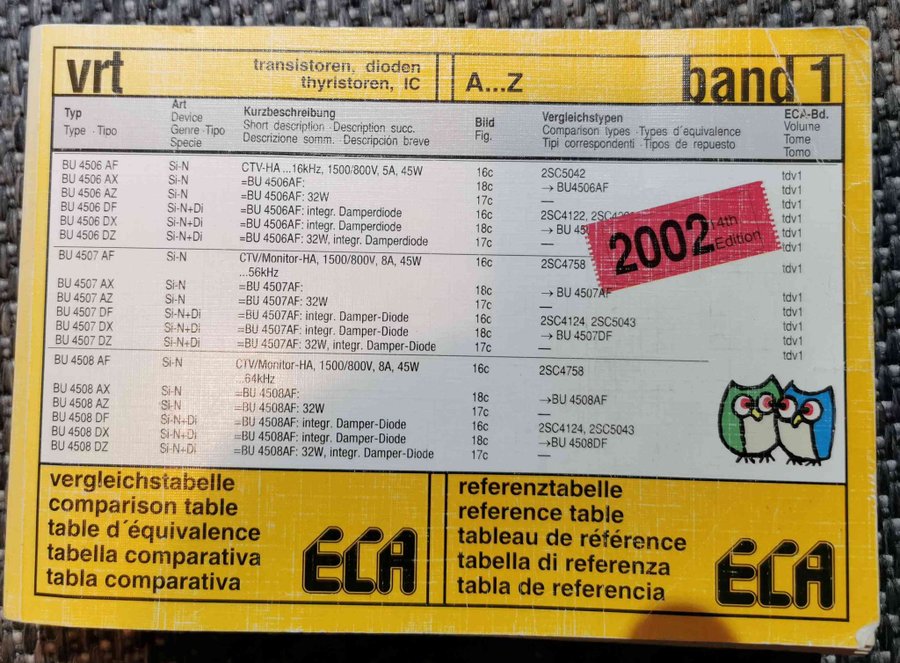 vrt transistoren, dioden thyristoren, IC A...Z band 1
Typ Type · Tipo
Art Device Genre · Tipo Specie
Kurzbeschreibung Short description · Description succ. Descrizione somm. · Descripción breve
Bild Fig.
Vergleichstypen Comparison types · Types d´equivalence Tipi correspondenti · Tipos de repuesto
ECA-Bd. Volume Tome Tomo
BU 4506 AF Si-N CTV-HA ...16kHz, 1500/800V, 5A, 45W 16c 2SC5042 tdv1
BU 4506 AX Si-N =BU 4506AF: 18c → BU4506AF tdv1
BU 4506 AZ Si-N =BU 4506AF: 32W 17c — tdv1
BU 4506 DF Si-N+Di =BU 4506AF: integr. Damperdiode 16c 2SC4122, tdv1
BU 4506 DX Si-N+Di =BU 4506AF: integr. Damperdiode 18c → BU tdv1
BU 4506 DZ Si-N+Di =BU 4506AF: 32W, integr. Damperdiode 17c — tdv1
2002 14th Edition
BU 4507 AF Si-N CTV/Monitor-HA, 1500/800V, 8A, 45W 16c 2SC4758 tdv1
...56kHz
BU 4507 AX Si-N =BU 4507AF: 18c → BU 4507AF tdv1
BU 4507 AZ Si-N =BU 4507AF: 32W 17c — tdv1
BU 4507 DF Si-N+Di =BU 4507AF: integr. Damper-Diode 16c 2SC4124, 2SC5043 tdv1
BU 4507 DX Si-N+Di =BU 4507AF: integr. Damper-Diode 18c → BU 4507DF tdv1
BU 4507 DZ Si-N+Di =BU 4507AF: 32W, integr. Damper-Diode 17c — tdv1
BU 4508 AF Si-N CTV/Monitor-HA, 1500/800V, 8A, 45W 16c 2SC4758
...64kHz
BU 4508 AX Si-N =BU 4508AF: 18c →BU 4508AF
BU 4508 AZ Si-N =BU 4508AF: 32W 17c —
BU 4508 DF Si-N+Di =BU 4508AF: integr. Damper-Diode 16c 2SC4124, 2SC5043
BU 4508 DX Si-N+Di =BU 4508AF: integr. Damper-Diode 18c →BU 4508DF
BU 4508 DZ Si-N+Di =BU 4508AF: 32W, integr. Damper-Diode 17c —
vergleichstabelle
comparison table
table d´équivalence
tabella comparativa
tabla comparativa
ECA
referenztabelle
reference table
tableau de référence
tabella di referenza
tabla de referencia
ECA